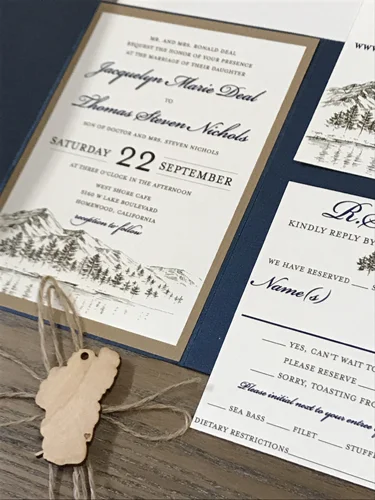 MR. AND MRS. RONALD DEAL
REQUEST THE HONOR OF YOUR PRESENCE
AT THE MARRIAGE OF THEIR DAUGHTER
Jacquelyn Marie Deal
TO
Thomas Steven Nichols
SON OF DOCTOR AND MRS. STEVEN NICHOLS
SATURDAY 22 SEPTEMBER
AT THREE O'CLOCK IN THE AFTERNOON
WEST SHORE CAFE
5160 W LAKE BOULEVARD
HOMEWOOD, CALIFORNIA
reception to follow
WWW.
R.S
KINDLY REPLY BY
WE HAVE RESERVED
Name(s)
YES, CAN'T WAIT TO
PLEASE RESERVE
SORRY, TOASTING FROM
Please initial next to your entree
SEA BASS FILET STUFFE
DIETARY RESTRICTIONS